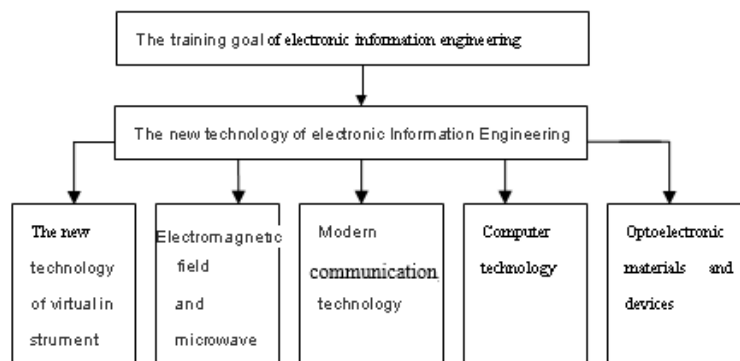 The training goal of electronic information engineering
The new technology of electronic Information Engineering
The new
technology
of virtual in
strument
Electromagnetic
field
and
microwave
Modern
communication
technology
Computer
technology
Optoelectronic
materials and
devices